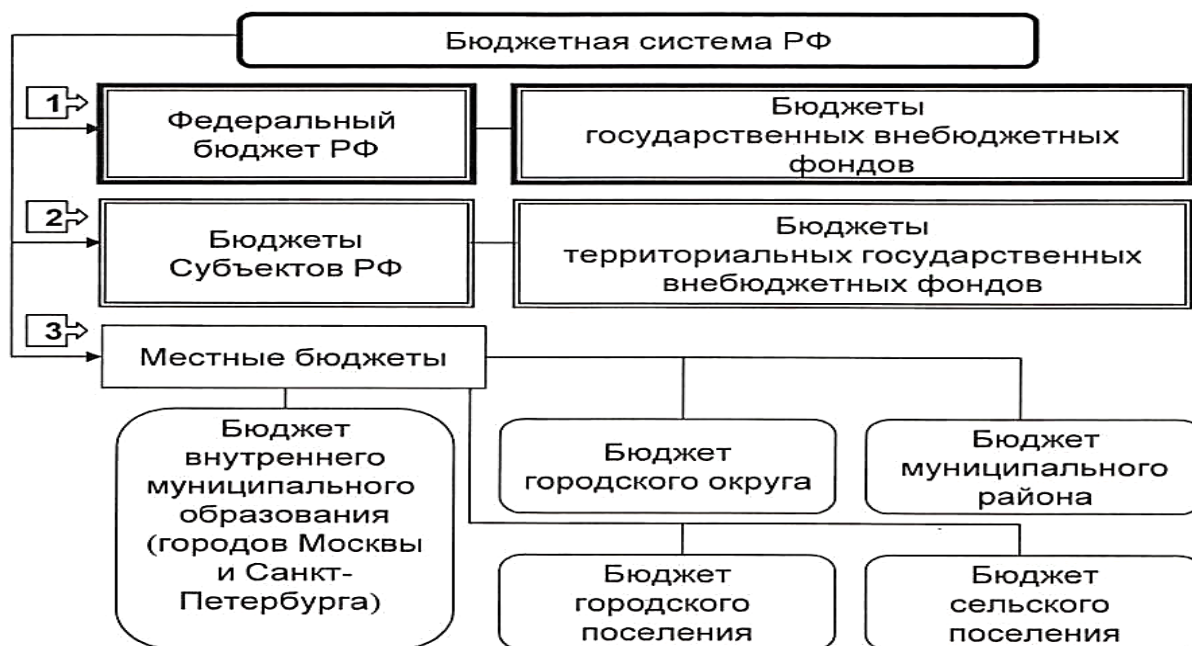 Бюджетная система РФ
1
Федеральный
бюджет РФ
Бюджеты
государственных внебюджетных
фондов
2
Бюджеты
Субъектов РФ
Бюджеты
территориальных государственных
внебюджетных фондов
3
Местные бюджеты
Бюджет
внутреннего
муниципального
образования
(городов Москвы
и Санкт-
Петербурга)
Бюджет
городского округа
Бюджет
муниципального
района
Бюджет
городского
поселения
Бюджет
сельского
поселения